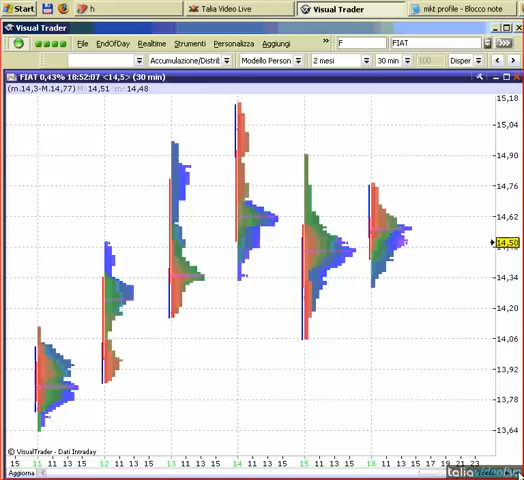 Start h Talia Video Live Visual Trader mkt profile - Blocco note
Visual Trader
File EndOfDay Realtime Strumenti Personalizza Aggiungi F FIAT
Accumulazione/Distrib Modello Person 2 mesi 30 min 100 Disper
FIAT 0,43% 18:52:07 <14,5> (30 min)
(m.14,3-M.14,77) M: 14,51 m: 14,48
15,18
15,04
14,90
14,76
14,62
14,50
14,34
14,20
14,06
13,92
13,78
13,64
© VisualTrader - Dati Intraday
15 11 11 13 15 12 11 13 15 13 11 13 15 14 11 13 15 15 11 13 15 18 11 13 15 17 19 21 23
Aggiorna